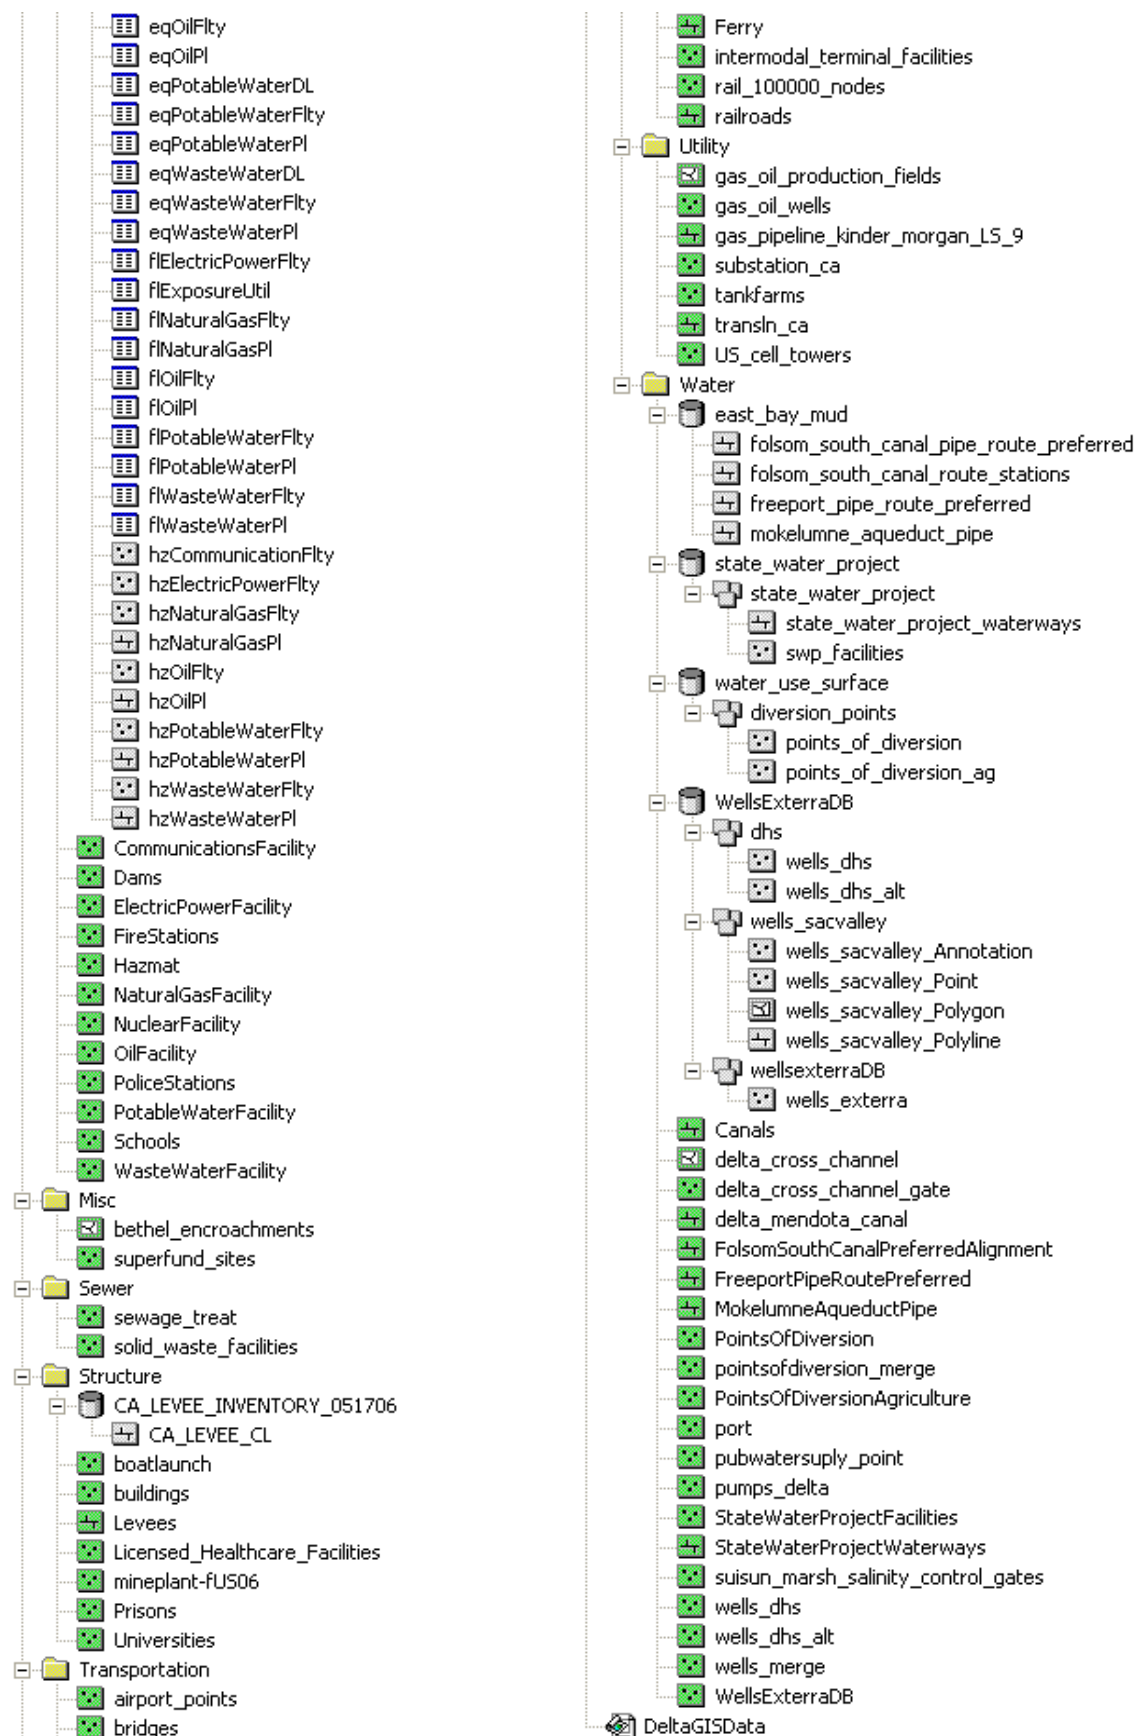 eqOilFlty
eqOilPl
eqPotableWaterDL
eqPotableWaterFlty
eqPotableWaterPl
eqWasteWaterDL
eqWasteWaterFlty
eqWasteWaterPl
flElectricPowerFlty
flExposureUtil
flNaturalGasFlty
flNaturalGasPl
flOilFlty
flOilPl
flPotableWaterFlty
flPotableWaterPl
flWasteWaterFlty
flWasteWaterPl
hzCommunicationFlty
hzElectricPowerFlty
hzNaturalGasFlty
hzNaturalGasPl
hzOilFlty
hzOilPl
hzPotableWaterFlty
hzPotableWaterPl
hzWasteWaterFlty
hzWasteWaterPl
CommunicationsFacility
Dams
ElectricPowerFacility
FireStations
Hazmat
NaturalGasFacility
NuclearFacility
OilFacility
PoliceStations
PotableWaterFacility
Schools
WasteWaterFacility
Misc
bethel_encroachments
superfund_sites
Sewer
sewage_treat
solid_waste_facilities
Structure
CA_LEVEE_INVENTORY_051706
CA_LEVEE_CL
boatlaunch
buildings
Levees
Licensed_Healthcare_Facilities
mineplant-fUS06
Prisons
Universities
Transportation
airport_points
bridges
Ferry
intermodal_terminal_facilities
rail_100000_nodes
railroads
Utility
gas_oil_production_fields
gas_oil_wells
gas_pipeline_kinder_morgan_LS_9
substation_ca
tankfarms
transln_ca
US_cell_towers
Water
east_bay_mud
folsom_south_canal_pipe_route_preferred
folsom_south_canal_route_stations
freeport_pipe_route_preferred
mokelumne_aqueduct_pipe
state_water_project
state_water_project
state_water_project_waterways
swp_facilities
water_use_surface
diversion_points
points_of_diversion
points_of_diversion_ag
WellsExterraDB
dhs
wells_dhs
wells_dhs_alt
wells_sacvalley
wells_sacvalley_Annotation
wells_sacvalley_Point
wells_sacvalley_Polygon
wells_sacvalley_Polyline
wellsexterraDB
wells_exterra
Canals
delta_cross_channel
delta_cross_channel_gate
delta_mendota_canal
FolsomSouthCanalPreferredAlignment
FreeportPipeRoutePreferred
MokelumneAqueductPipe
PointsOfDiversion
pointsofdiversion_merge
PointsOfDiversionAgriculture
port
pubwatersuply_point
pumps_delta
StateWaterProjectFacilities
StateWaterProjectWaterways
suisun_marsh_salinity_control_gates
wells_dhs
wells_dhs_alt
wells_merge
WellsExterraDB
DeltaGISData